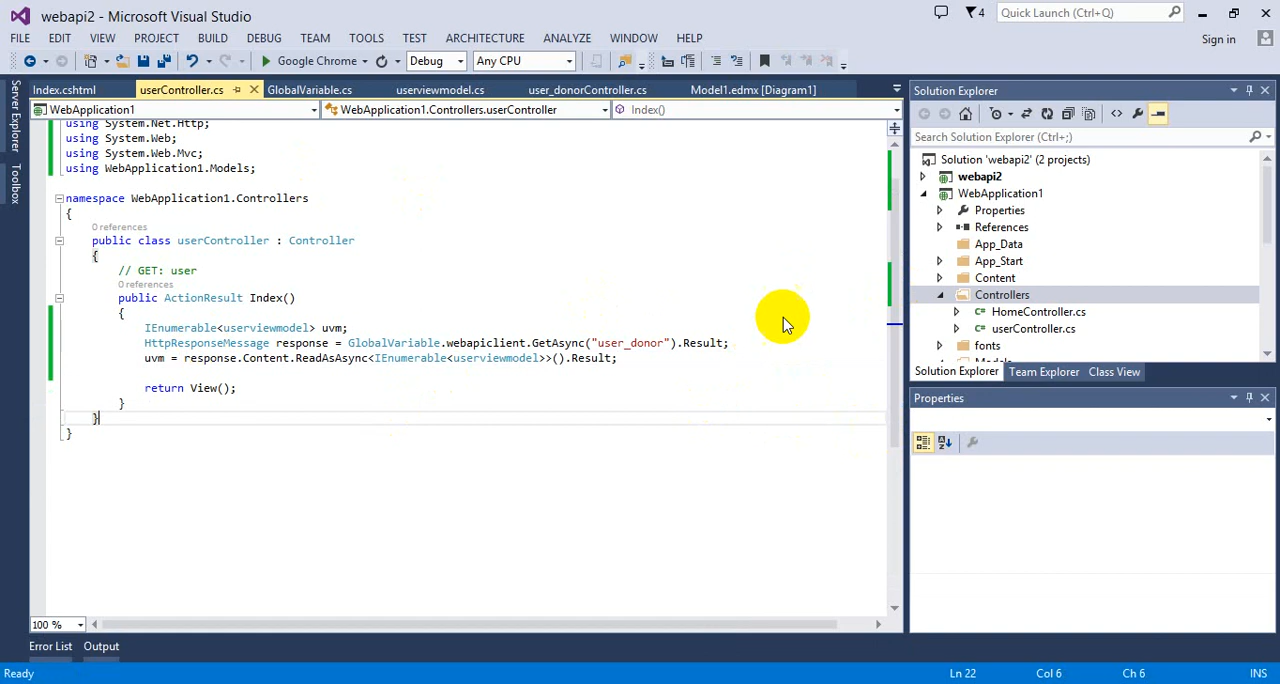 webapi2 - Microsoft Visual Studio
4
Quick Launch (Ctrl+Q)
FILE EDIT VIEW PROJECT BUILD DEBUG TEAM TOOLS TEST ARCHITECTURE ANALYZE WINDOW HELP
Sign in
Google Chrome Debug Any CPU
Server Explorer
Toolbox
Index.cshtml userController.cs GlobalVariable.cs userviewmodel.cs user_donorController.cs Model1.edmx [Diagram1]
WebApplication1 WebApplication1.Controllers.userController Index()
using System.Net.Http;
using System.Web;
using System.Web.Mvc;
using WebApplication1.Models;
namespace WebApplication1.Controllers
{
0 references
public class userController : Controller
{
// GET: user
0 references
public ActionResult Index()
{
IEnumerable<userviewmodel> uvm;
HttpResponseMessage response = GlobalVariable.webapiclient.GetAsync("user_donor").Result;
uvm = response.Content.ReadAsAsync<IEnumerable<userviewmodel>>().Result;
return View();
}
}
}
100 %
Solution Explorer
Search Solution Explorer (Ctrl+;)
Solution 'webapi2' (2 projects)
webapi2
WebApplication1
Properties
References
App_Data
App_Start
Content
Controllers
HomeController.cs
userController.cs
fonts
Models
Solution Explorer Team Explorer Class View
Properties
Error List Output
Ready Ln 22 Col 6 Ch 6 INS